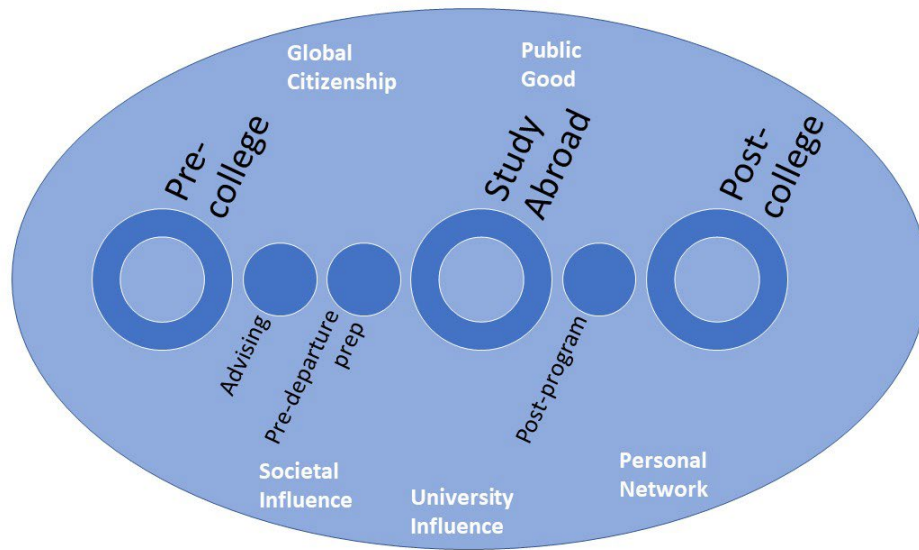 Global
Citizenship
Public
Good
Pre-
college
Study
Abroad
Post-
college
Advising
Pre-departure
prep
Post-program
Societal
Influence
University
Influence
Personal
Network